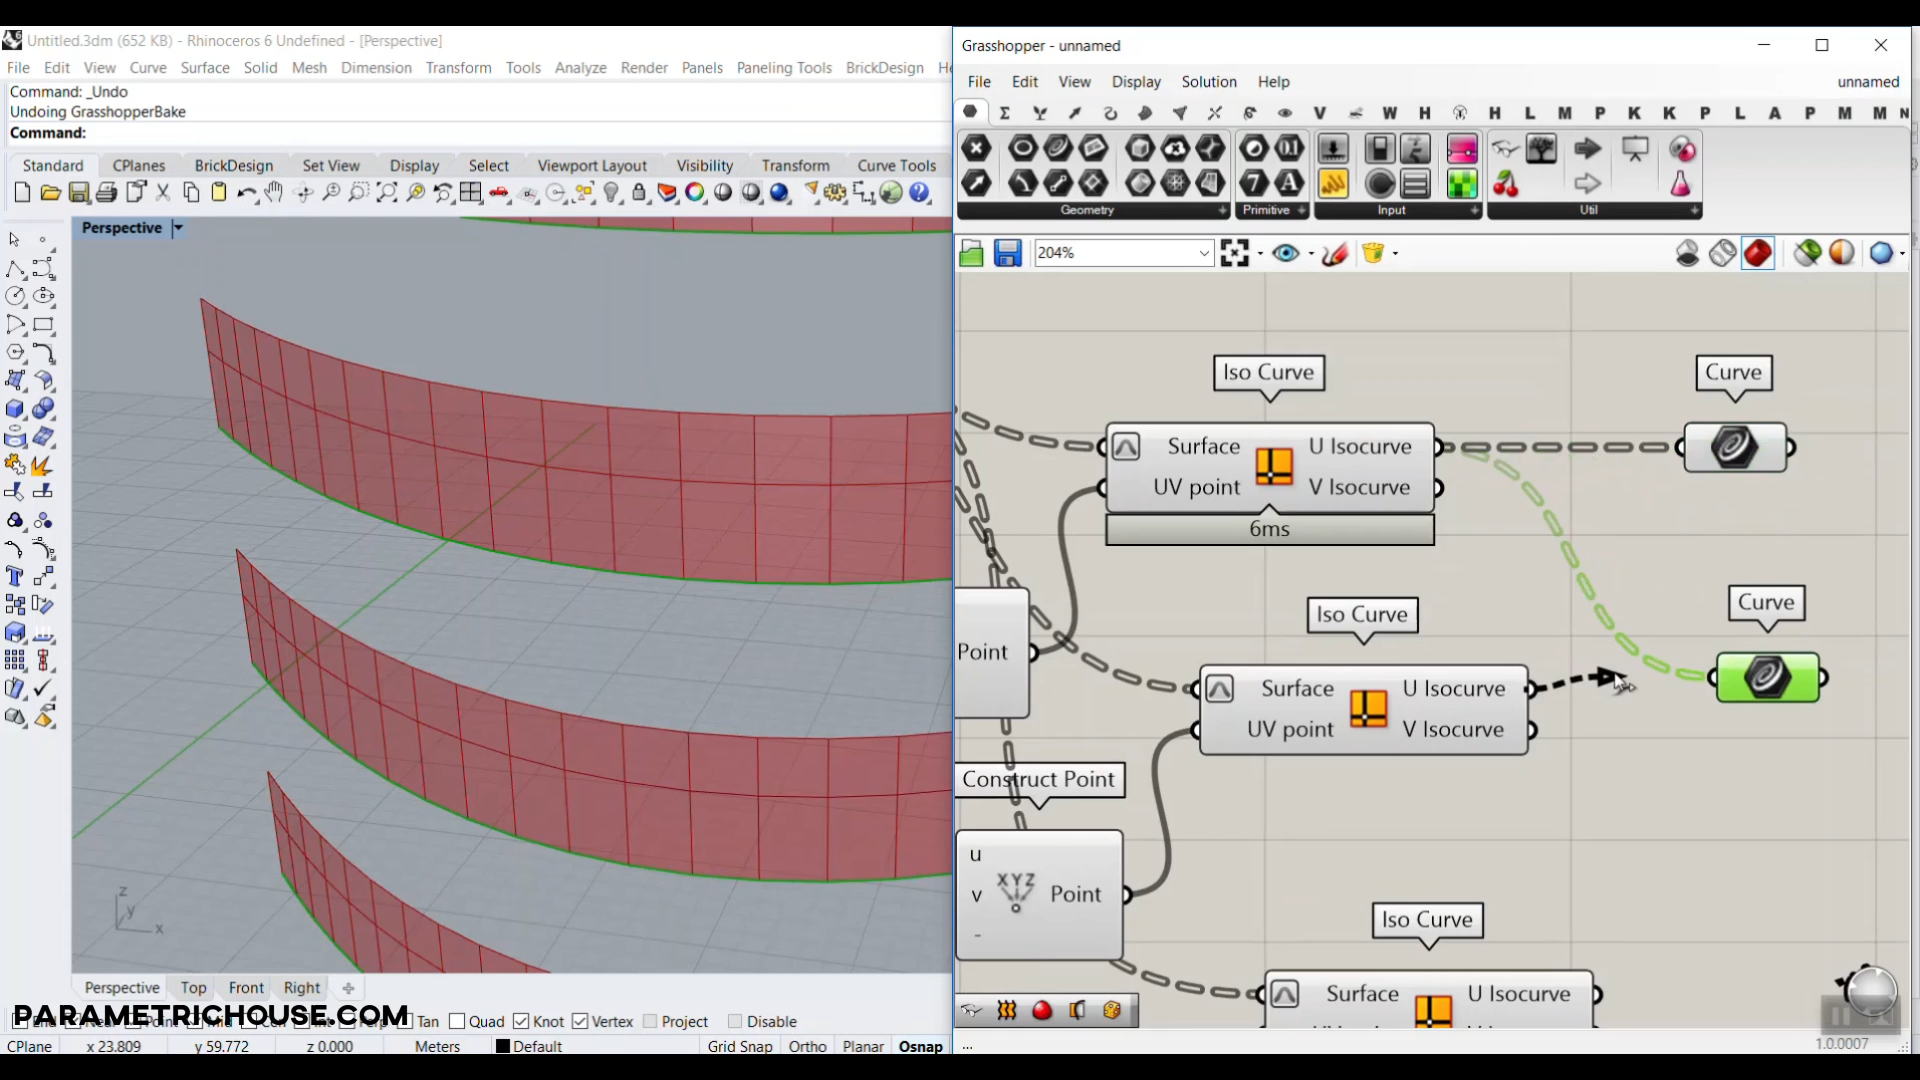 Untitled.3dm (652 KB) - Rhinoceros 6 Undefined - [Perspective]
File Edit View Curve Surface Solid Mesh Dimension Transform Tools Analyze Render Panels Paneling Tools BrickDesign He
Command: _Undo
Undoing GrasshopperBake
Command:
Standard CPlanes BrickDesign Set View Display Select Viewport Layout Visibility Transform Curve Tools
Perspective
z
y
x
Perspective Top Front Right
PARAMETRICHOUSE.COM
Tan Quad Knot Vertex Project Disable
CPlane x 23.809 y 59.772 z 0.000 Meters Default Grid Snap Ortho Planar Osnap
Grasshopper - unnamed
File Edit View Display Solution Help unnamed
V W H H L M P K K P L A P M M N
Geometry Primitive Input Util
204%
Iso Curve
Curve
Surface U Isocurve
UV point V Isocurve
6ms
Iso Curve
Curve
Point
Surface U Isocurve
UV point V Isocurve
Construct Point
u
v XYZ Point
-
Iso Curve
Surface U Isocurve
...
1.0.0007